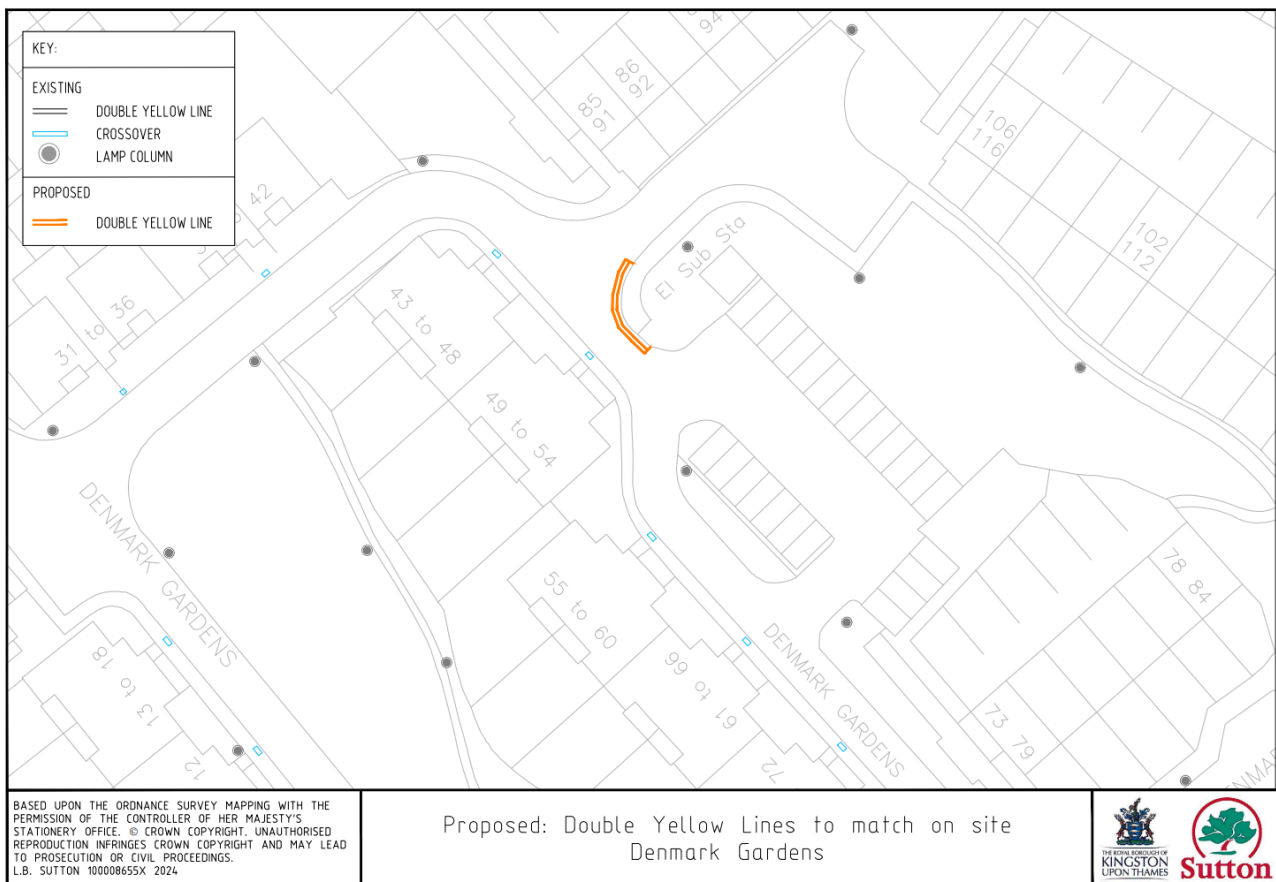 KEY:
EXISTING
DOUBLE YELLOW LINE
CROSSOVER
LAMP COLUMN
PROPOSED
DOUBLE YELLOW LINE
42
31 to 36
85
91
86
92
94
106
116
102
112
El Sub Sta
43 to 48
49 to 54
55 to 60
61 to 66
72
78 84
73 79
DENMARK GARDENS
DENMARK GARDENS
13 to 18
12
BASED UPON THE ORDNANCE SURVEY MAPPING WITH THE
PERMISSION OF THE CONTROLLER OF HER MAJESTY'S
STATIONERY OFFICE. © CROWN COPYRIGHT. UNAUTHORISED
REPRODUCTION INFRINGES CROWN COPYRIGHT AND MAY LEAD
TO PROSECUTION OR CIVIL PROCEEDINGS.
L.B. SUTTON 100008655X 2024
Proposed: Double Yellow Lines to match on site
Denmark Gardens
THE ROYAL BOROUGH OF
KINGSTON
UPON THAMES
Sutton